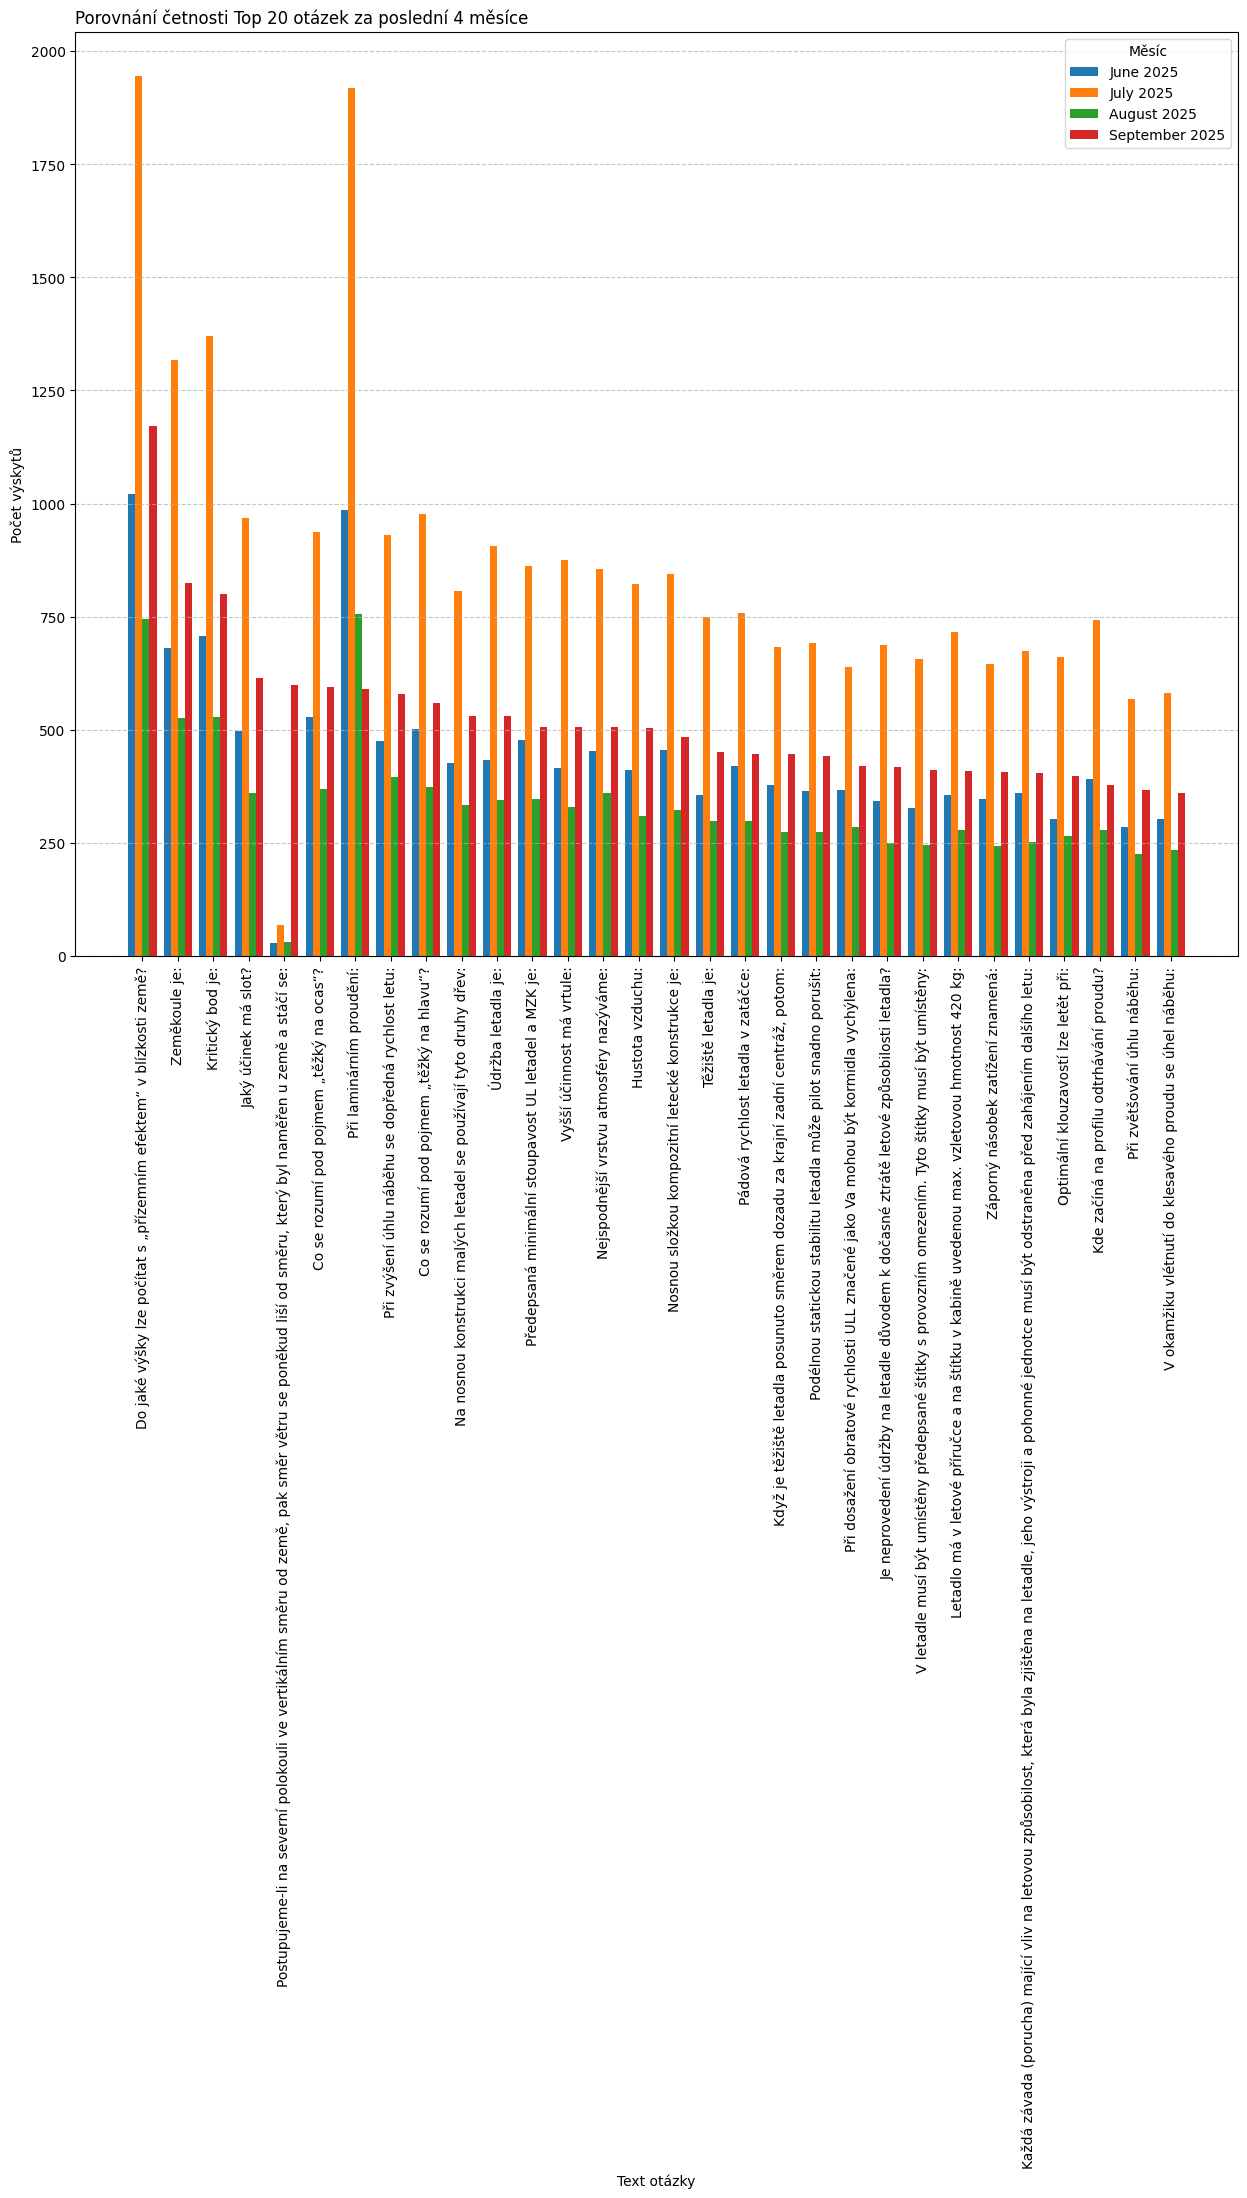 Porovnání četnosti Top 20 otázek za poslední 4 měsíce
Měsíc
June 2025
July 2025
August 2025
September 2025
Počet výskytů
2000
1750
1500
1250
1000
750
500
250
0
Do jaké výšky lze počítat s „přízemním efektem“ v blízkosti země?
Zeměkoule je:
Kritický bod je:
Jaký účinek má slot?
Postupujeme-li na severní polokouli ve vertikálním směru od země, pak směr větru se poněkud liší od směru, který byl naměřen u země a stáčí se:
Co se rozumí pod pojmem „těžký na ocas“?
Při laminárním proudění:
Při zvýšení úhlu náběhu se dopředná rychlost letu:
Co se rozumí pod pojmem „těžký na hlavu“?
Na nosnou konstrukci malých letadel se používají tyto druhy dřev:
Údržba letadla je:
Předepsaná minimální stoupavost UL letadel a MZK je:
Vyšší účinnost má vrtule:
Nejspodnější vrstvu atmosféry nazýváme:
Hustota vzduchu:
Nosnou složkou kompozitní letecké konstrukce je:
Těžiště letadla je:
Pádová rychlost letadla v zatáčce:
Když je těžiště letadla posunuto směrem dozadu za krajní zadní centráž, potom:
Podélnou statickou stabilitu letadla může pilot snadno porušit:
Při dosažení obratové rychlosti ULL značené jako Va mohou být kormidla vychýlena:
Je neprovedení údržby na letadle důvodem k dočasné ztrátě letové způsobilosti letadla?
V letadle musí být umístěny předepsané štítky s provozním omezením. Tyto štítky musí být umístěny:
Letadlo má v letové příručce a na štítku v kabině uvedenou max. vzletovou hmotnost 420 kg:
Záporný násobek zatížení znamená:
Každá závada (porucha) mající vliv na letovou způsobilost, která byla zjištěna na letadle, jeho výstroji a pohonné jednotce musí být odstraněna před zahájením dalšího letu:
Optimální klouzavostí lze letět při:
Kde začíná na profilu odtrhávání proudu?
Při zvětšování úhlu náběhu:
V okamžiku vlétnutí do klesavého proudu se úhel náběhu:
Text otázky